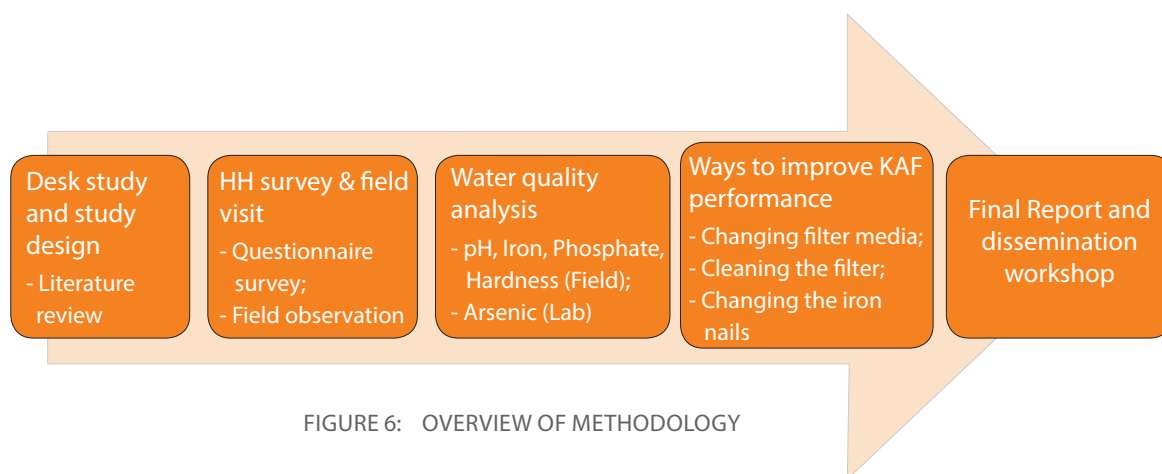 Desk study
and study
design
- Literature
review
HH survey & field
visit
- Questionnaire
survey;
- Field observation
Water quality
analysis
- pH, Iron, Phosphate,
Hardness (Field);
- Arsenic (Lab)
Ways to improve KAF
performance
- Changing filter media;
- Cleaning the filter;
- Changing the iron
nails
Final Report and
dissemination
workshop
FIGURE 6: OVERVIEW OF METHODOLOGY